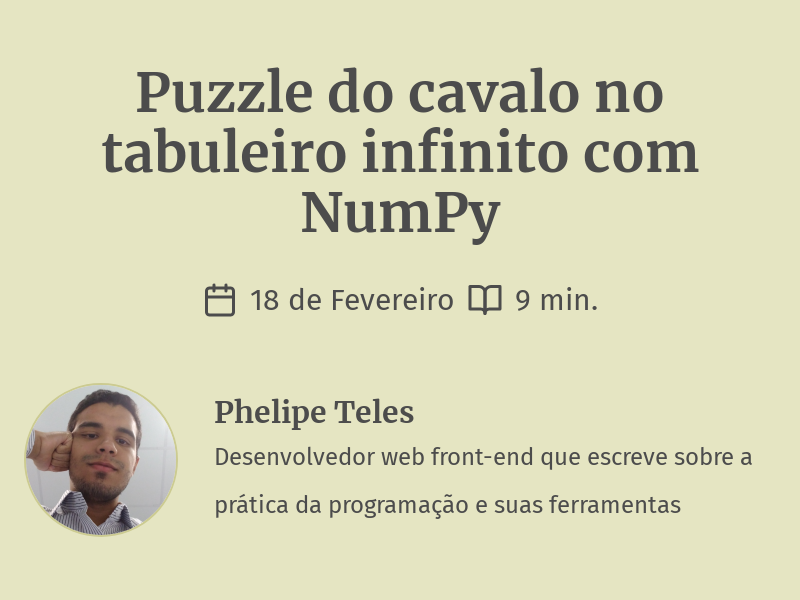 Puzzle do cavalo no
tabuleiro infinito com
NumPy
18 de Fevereiro 9 min.
Phelipe Teles
Desenvolvedor web front-end que escreve sobre a
prática da programação e suas ferramentas